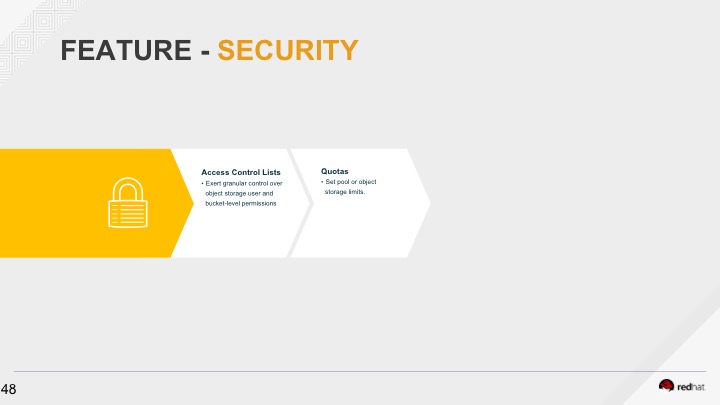 FEATURE - SECURITY
Access Control Lists
• Exert granular control over
object storage user and
bucket-level permissions
Quotas
• Set pool or object
storage limits.
48
redhat.